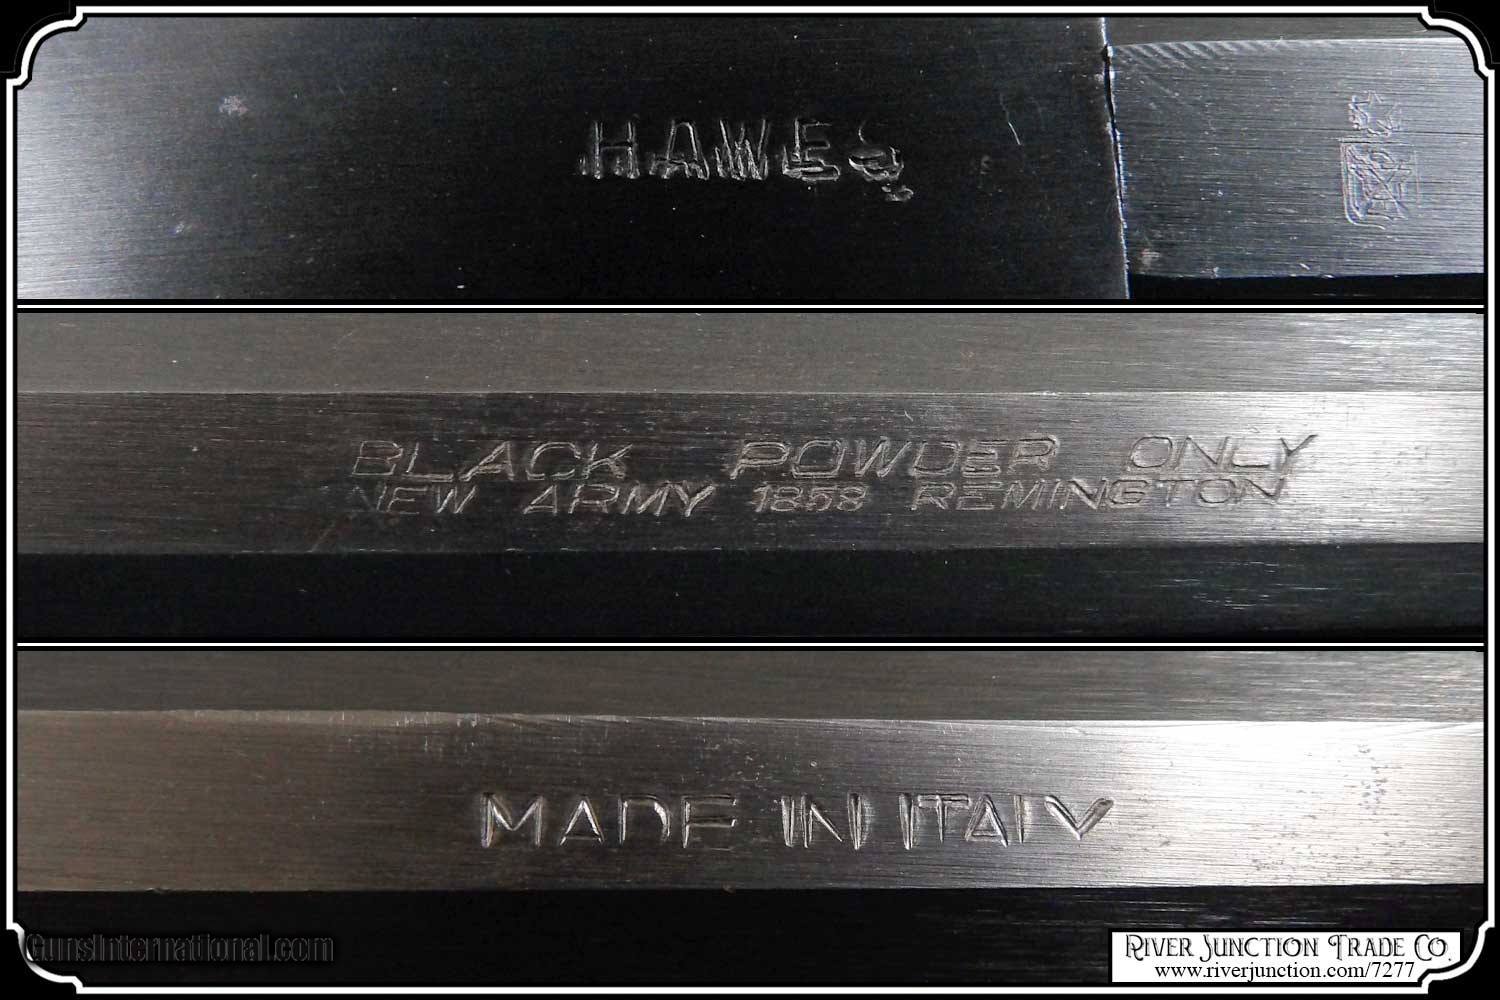 HAWES
BLACK POWDER ONLY
NEW ARMY 1858 REMINGTON
MADE IN ITALY
GunsInternational.com
RIVER JUNCTION TRADE CO.
www.riverjunction.com/7277